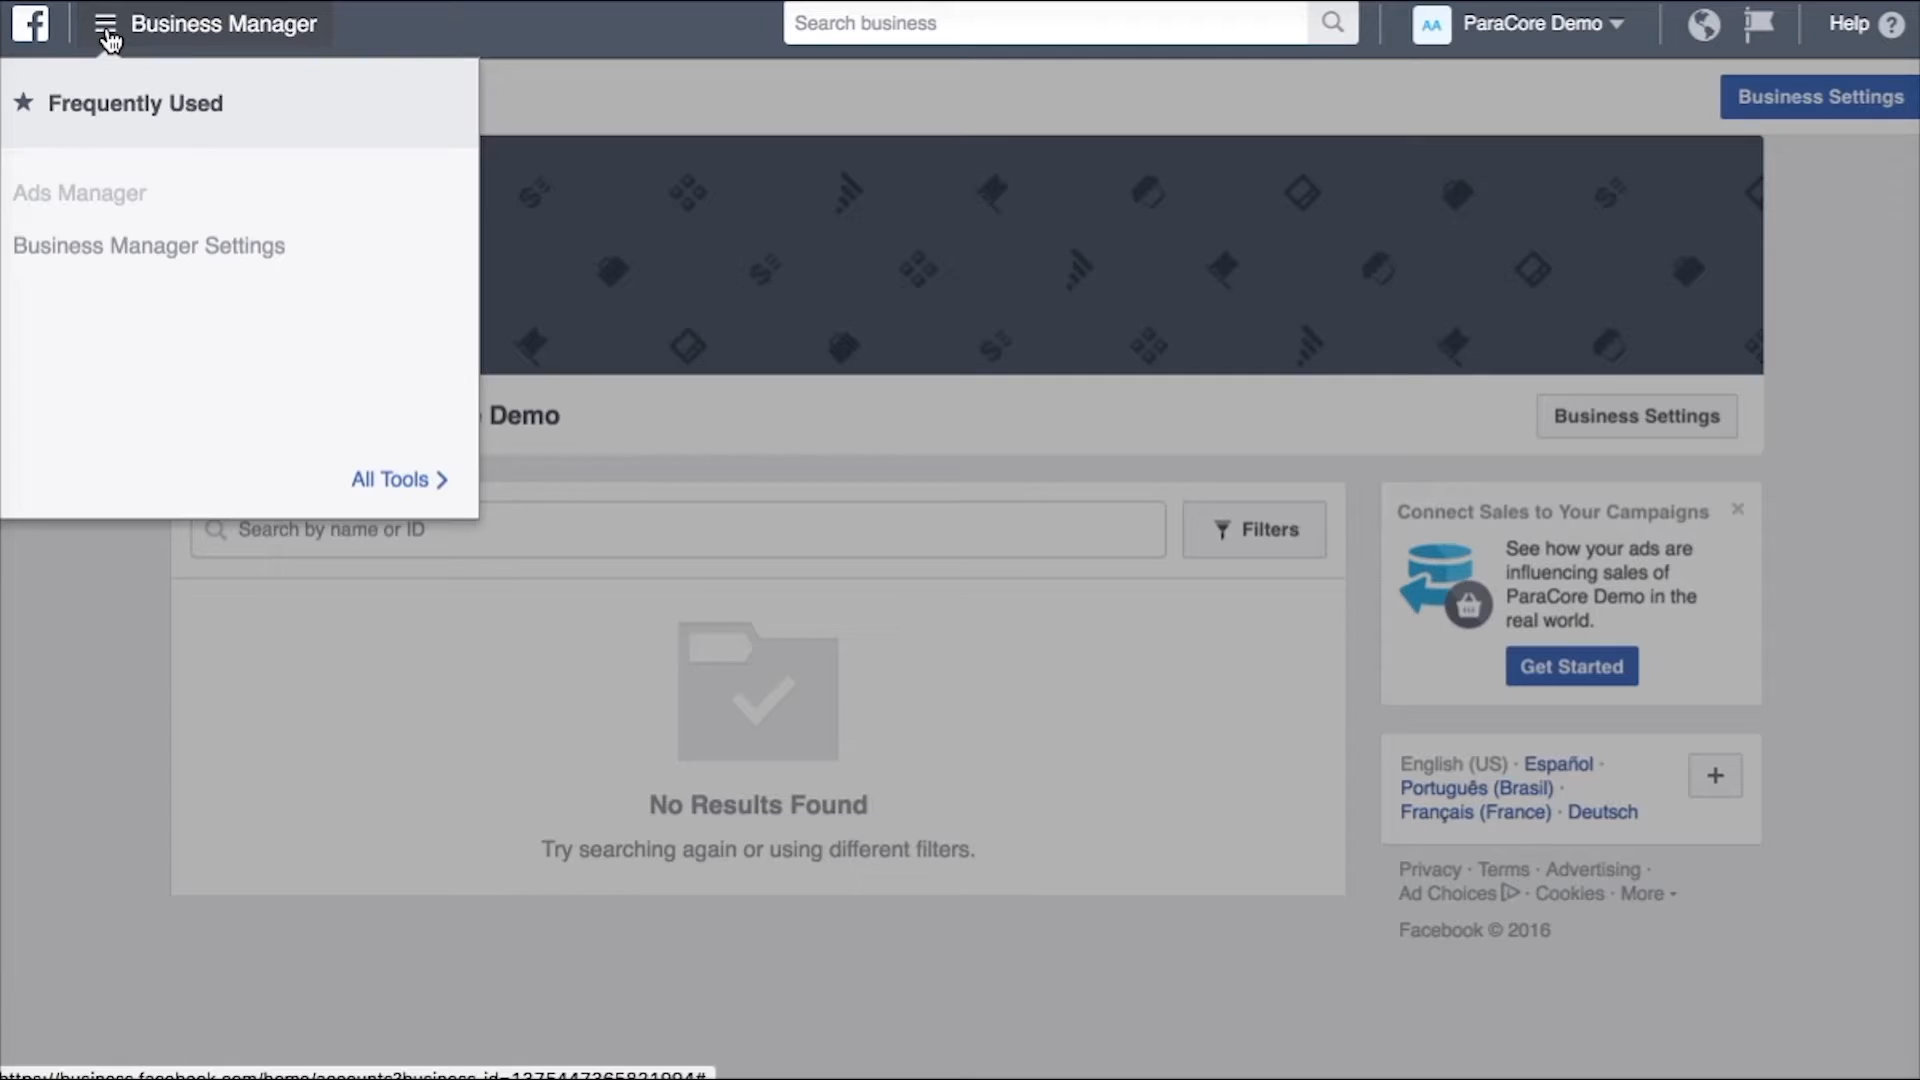 Business Manager
Search business
AA
ParaCore Demo
Help
Frequently Used
Business Settings
Ads Manager
Business Manager Settings
All Tools
Demo
Business Settings
Search by name or ID
Filters
No Results Found
Try searching again or using different filters.
Connect Sales to Your Campaigns
See how your ads are
influencing sales of
ParaCore Demo in the
real world.
Get Started
English (US) · Español ·
Português (Brasil) ·
Français (France) · Deutsch
Privacy · Terms · Advertising ·
Ad Choices · Cookies · More
Facebook © 2016